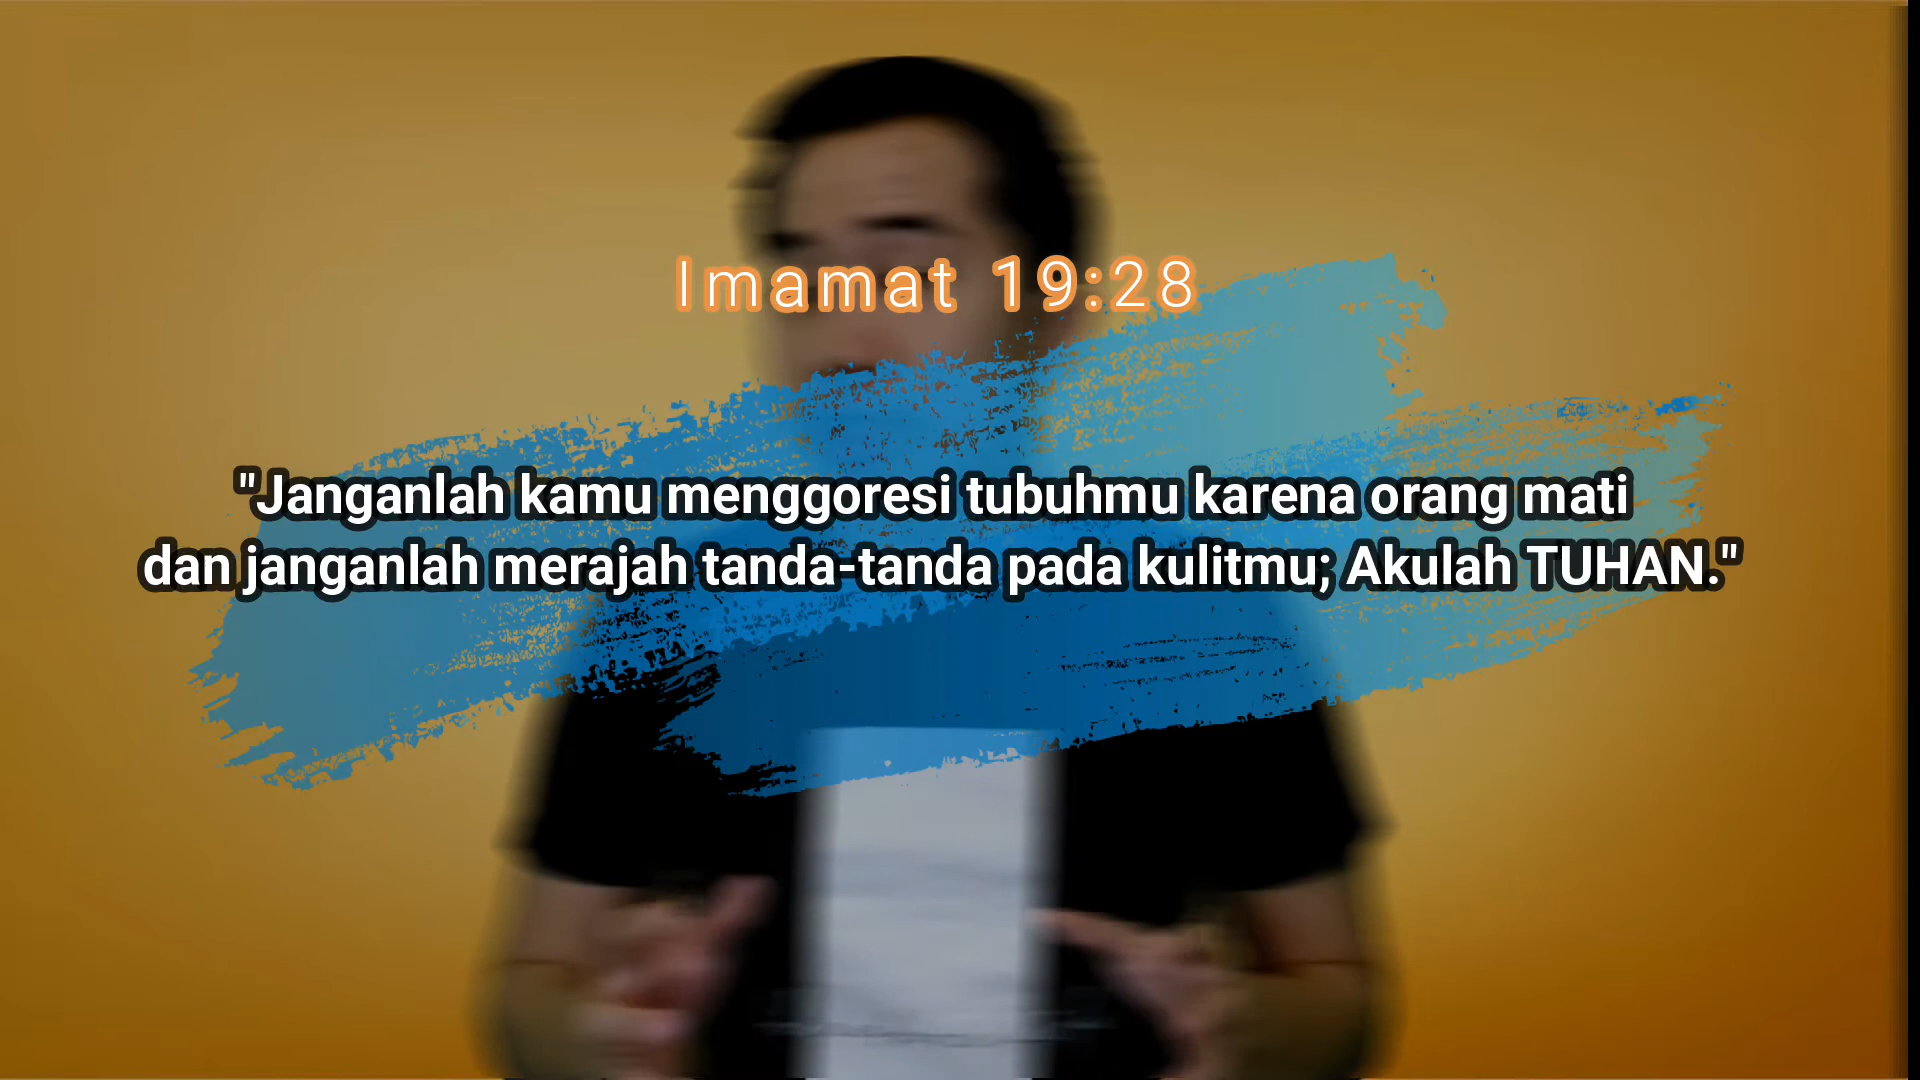 Imamat 19:28
"Janganlah kamu menggoresi tubuhmu karena orang mati
dan janganlah merajah tanda-tanda pada kulitmu; Akulah TUHAN."